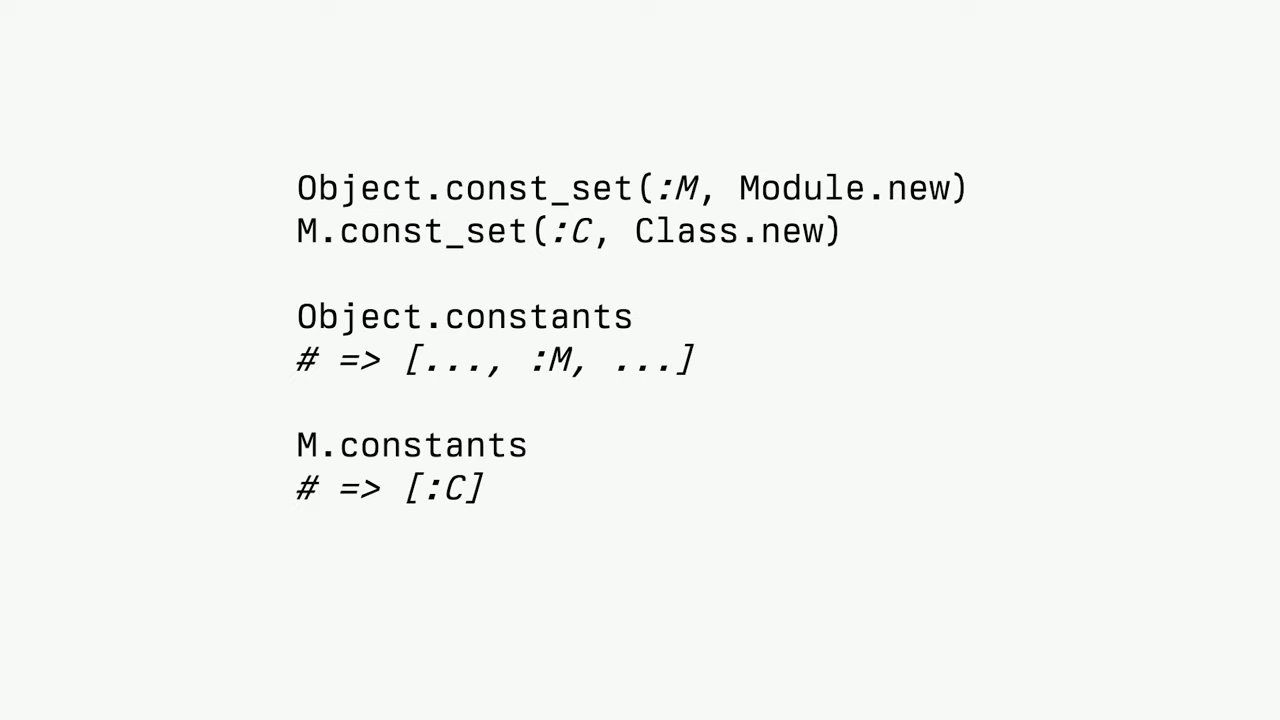 Object.const_set(:M, Module.new)
M.const_set(:C, Class.new)
Object.constants
# => [..., :M, ...]
M.constants
# => [:C]